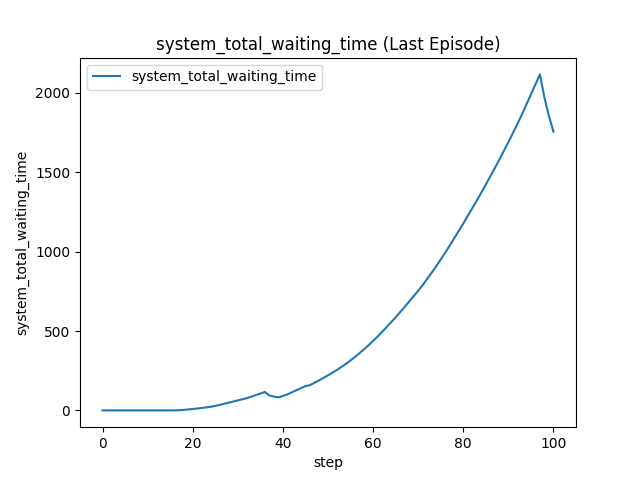 system_total_waiting_time (Last Episode)
system_total_waiting_time
2000
1500
1000
500
0
system_total_waiting_time
0 20 40 60 80 100
step